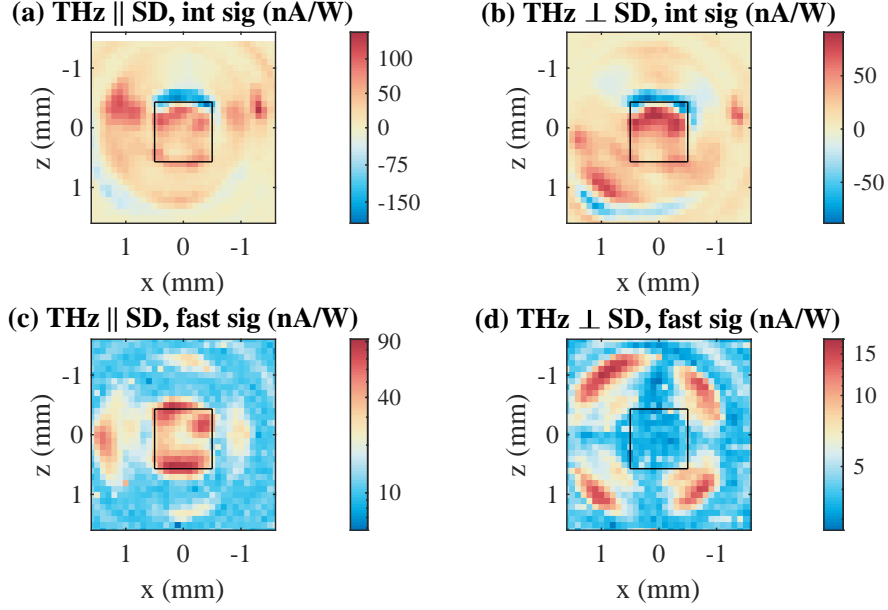 (a) THz || SD, int sig (nA/W)
-1
0
1
z (mm)
1 0 -1
x (mm)
100
50
0
-75
-150
(b) THz ⊥ SD, int sig (nA/W)
-1
0
1
z (mm)
1 0 -1
x (mm)
50
0
-50
(c) THz || SD, fast sig (nA/W)
-1
0
1
z (mm)
1 0 -1
x (mm)
90
40
10
(d) THz ⊥ SD, fast sig (nA/W)
-1
0
1
z (mm)
1 0 -1
x (mm)
15
10
5